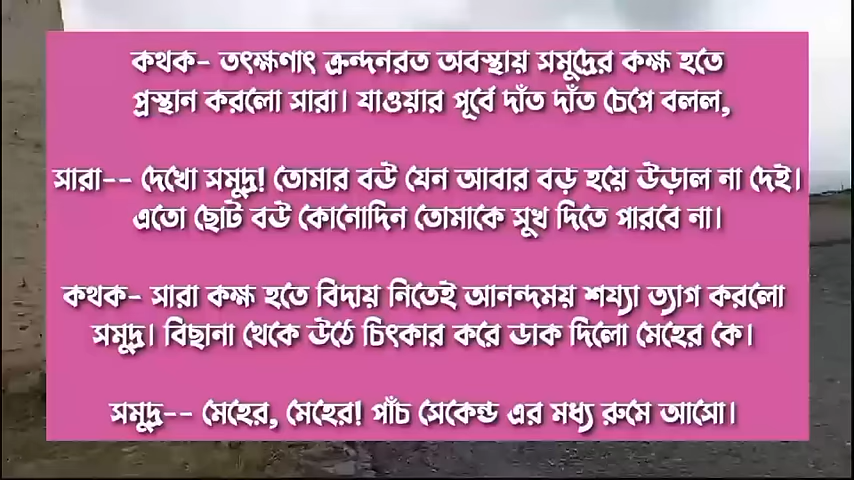 কথক- তৎক্ষণাৎ ক্রন্দনরত অবস্থায় সমুদ্রের কক্ষ হতে
প্রস্থান করলো সারা। যাওয়ার পূর্বে দাঁত দাঁত চেপে বলল,
সারা-- দেখো সমুদ্র! তোমার বউ যেন আবার বড় হয়ে উড়াল না দেই।
এতো ছোট বউ কোনোদিন তোমাকে সুখ দিতে পারবে না।
কথক- সারা কক্ষ হতে বিদায় নিতেই আনন্দময় শয্যা ত্যাগ করলো
সমুদ্র। বিছানা থেকে উঠে চিৎকার করে ডাক দিলো মেহের কে।
সমুদ্র-- মেহের, মেহের! পাঁচ সেকেন্ড এর মধ্য রুমে আসো।